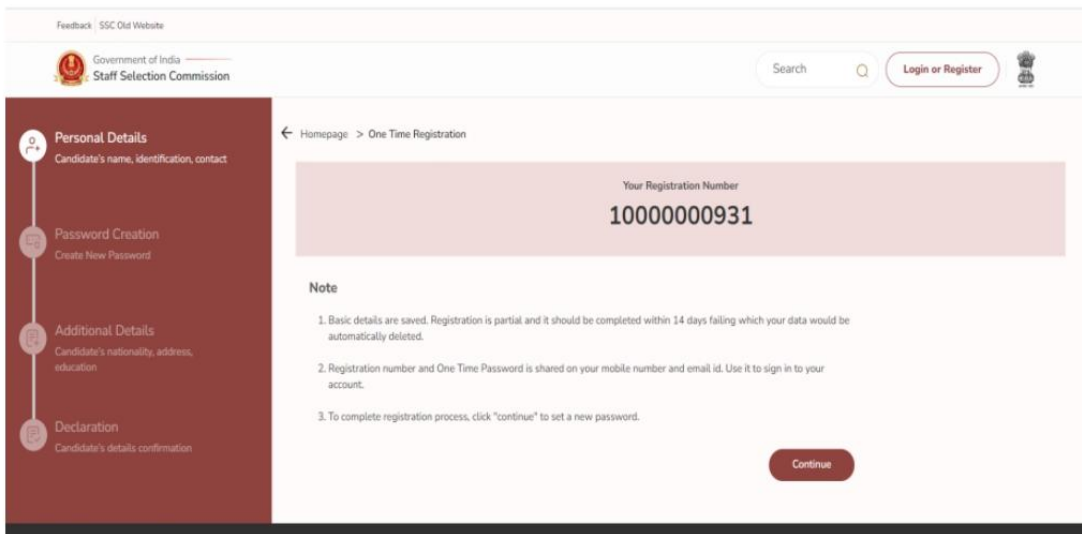 Feedback SSC Old Website
Government of India
Staff Selection Commission
Search
Login or Register
Personal Details
Candidate's name, identification, contact
Password Creation
Create New Password
Additional Details
Candidate's nationality, address,
education
Declaration
Candidate's details confirmation
Homepage > One Time Registration
Your Registration Number
10000000931
Note
1. Basic details are saved. Registration is partial and it should be completed within 14 days failing which your data would be
automatically deleted.
2. Registration number and One Time Password is shared on your mobile number and email id. Use it to sign in to your
account.
3. To complete registration process, click "continue" to set a new password.
Continue